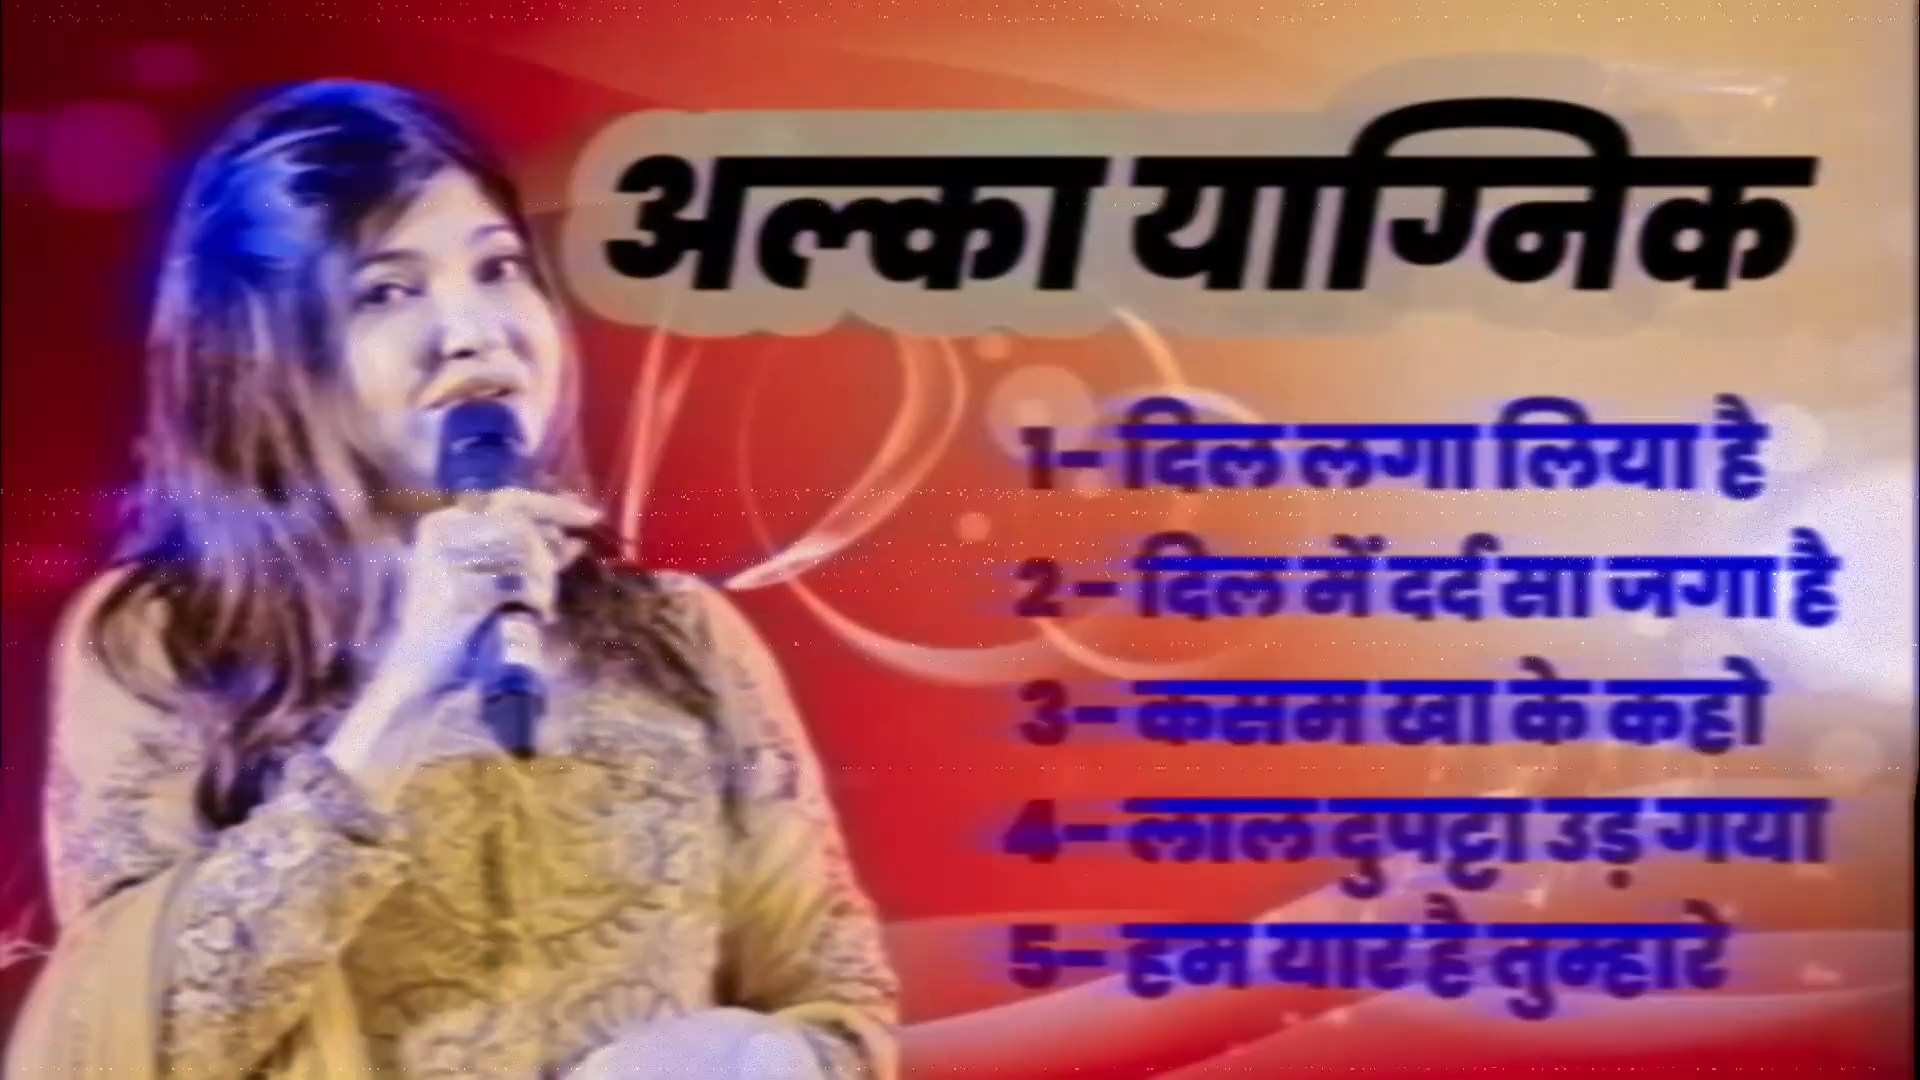 अल्का याग्निक
1- दिल लगा लिया है
2- दिल में दर्द सा जगा है
3- कसम खा के कहो
4- लाल दुपट्टा उड़ गया
5- हम यार है तुम्हारे